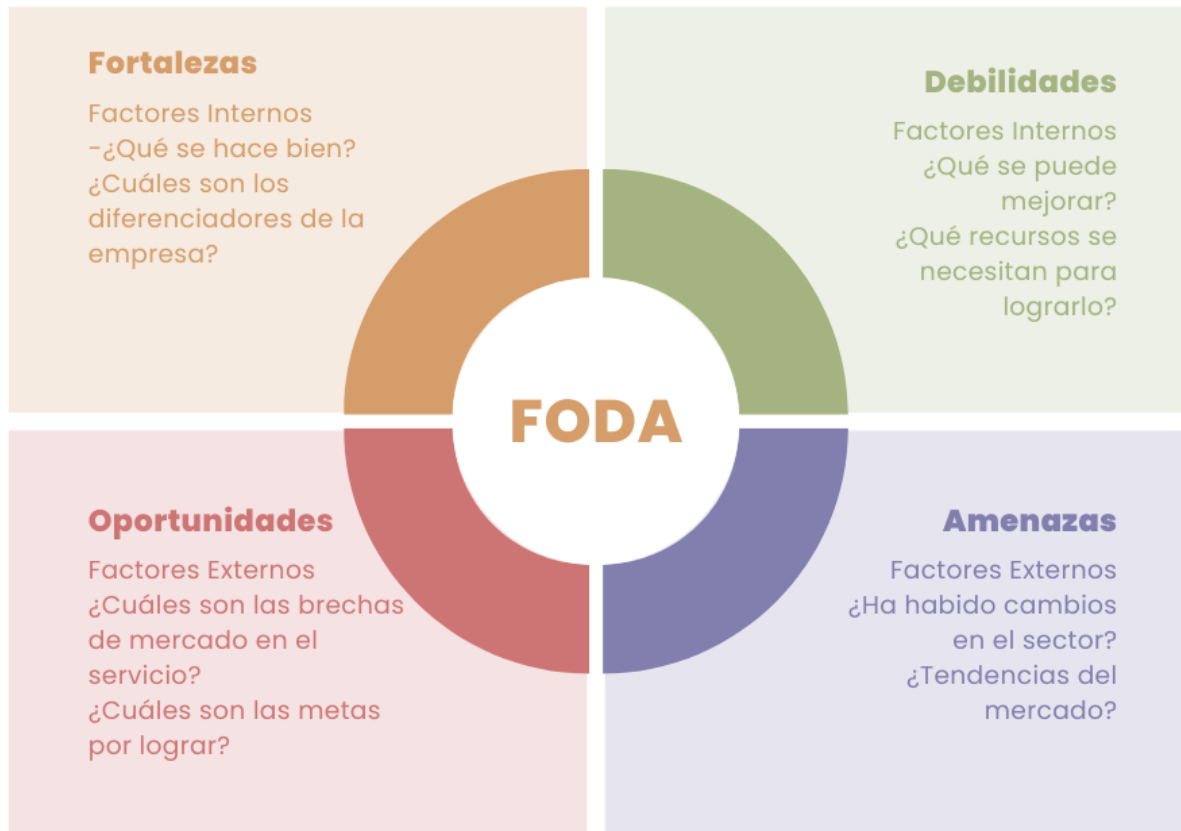 Fortalezas
Factores Internos
-¿Qué se hace bien?
¿Cuáles son los
diferenciadores de la
empresa?
Debilidades
Factores Internos
¿Qué se puede
mejorar?
¿Qué recursos se
necesitan para
lograrlo?
FODA
Oportunidades
Factores Externos
¿Cuáles son las brechas
de mercado en el
servicio?
¿Cuáles son las metas
por lograr?
Amenazas
Factores Externos
¿Ha habido cambios
en el sector?
¿Tendencias del
mercado?